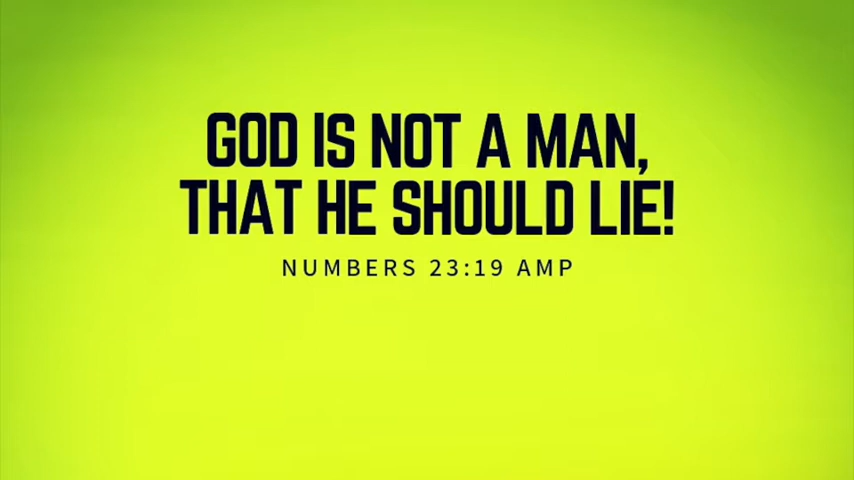 GOD IS NOT A MAN,
THAT HE SHOULD LIE!
NUMBERS 23:19 AMP